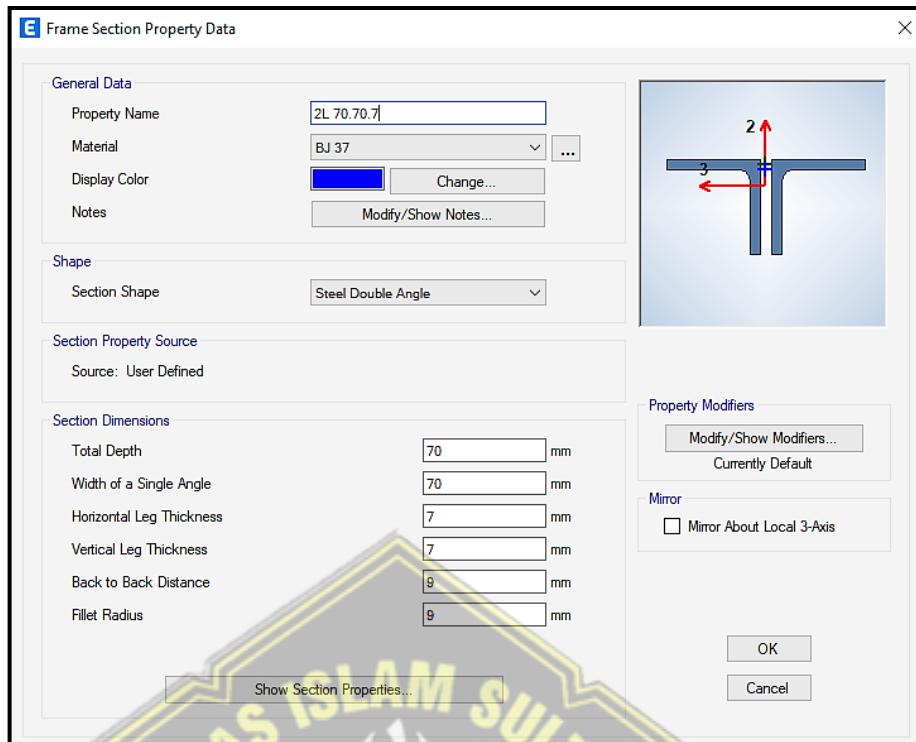 E Frame Section Property Data
General Data
Property Name 2L 70.70.7
Material BJ 37 ...
Display Color Change...
Notes Modify/Show Notes...
Shape
Section Shape Steel Double Angle
Section Property Source
Source: User Defined
Section Dimensions
Total Depth 70 mm
Width of a Single Angle 70 mm
Horizontal Leg Thickness 7 mm
Vertical Leg Thickness 7 mm
Back to Back Distance 9 mm
Fillet Radius 9 mm
Show Section Properties...
2
3
Property Modifiers
Modify/Show Modifiers...
Currently Default
Mirror
Mirror About Local 3-Axis
OK
Cancel
AS ISLAM SUL